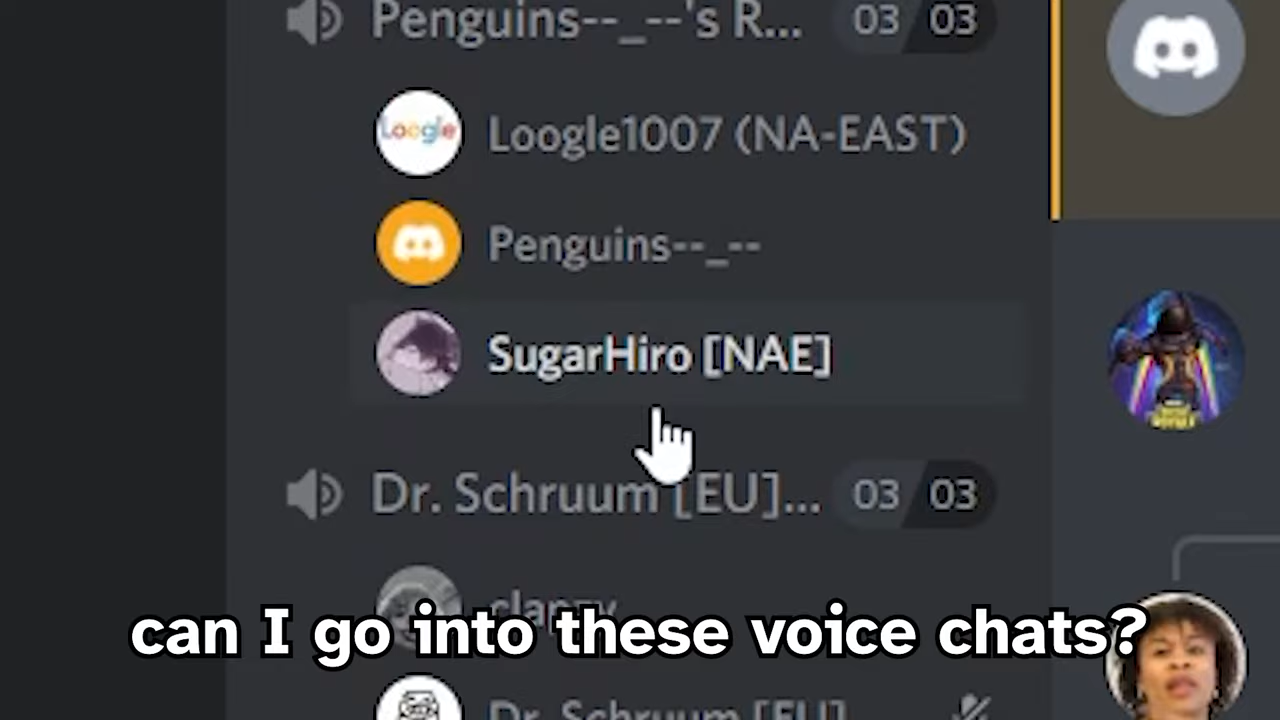 Penguins--_--'s R... 03 03
Loogle
Loogle1007 (NA-EAST)
Penguins--_--
SugarHiro [NAE]
Dr. Schruum [EU]... 03 03
can I go into these voice chats?
Dr. Schruum [EU]